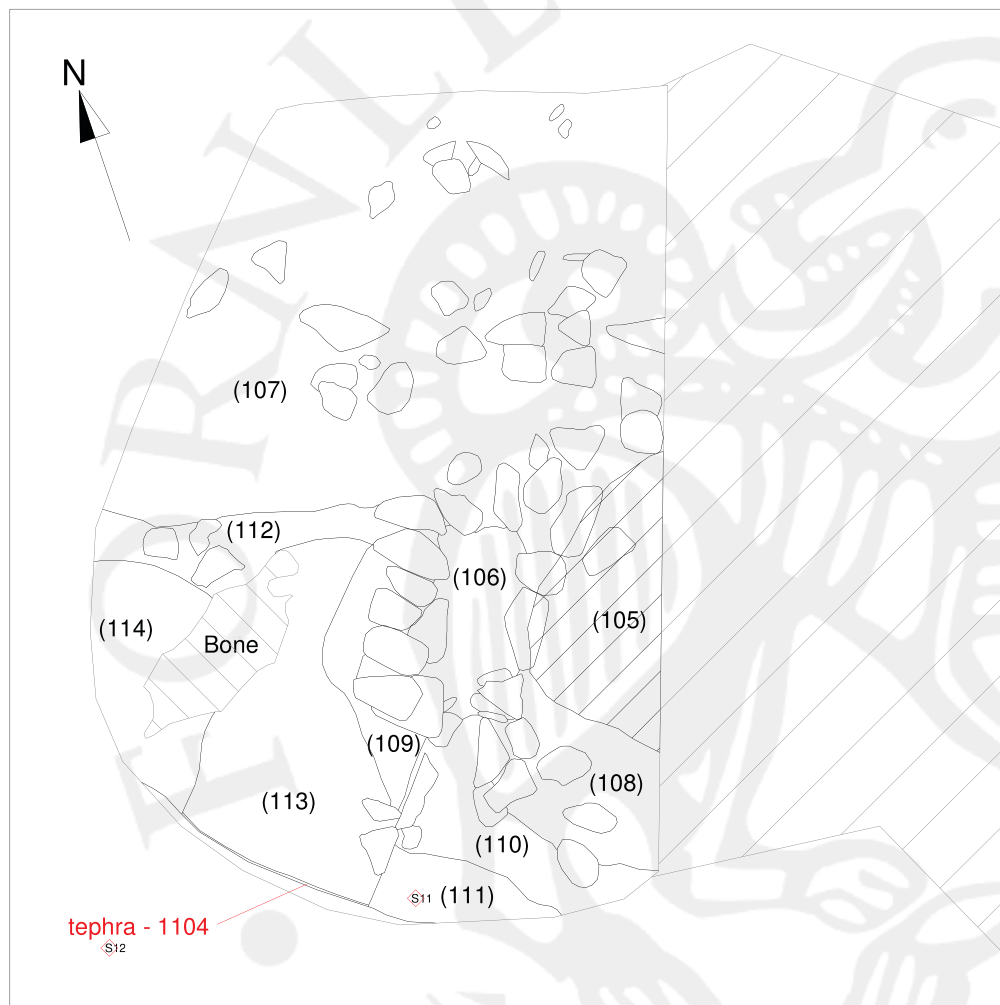 N
(107)
(112)
(106)
(114)
Bone
(105)
(109)
(108)
(113)
(110)
S11 (111)
tephra - 1104
S12